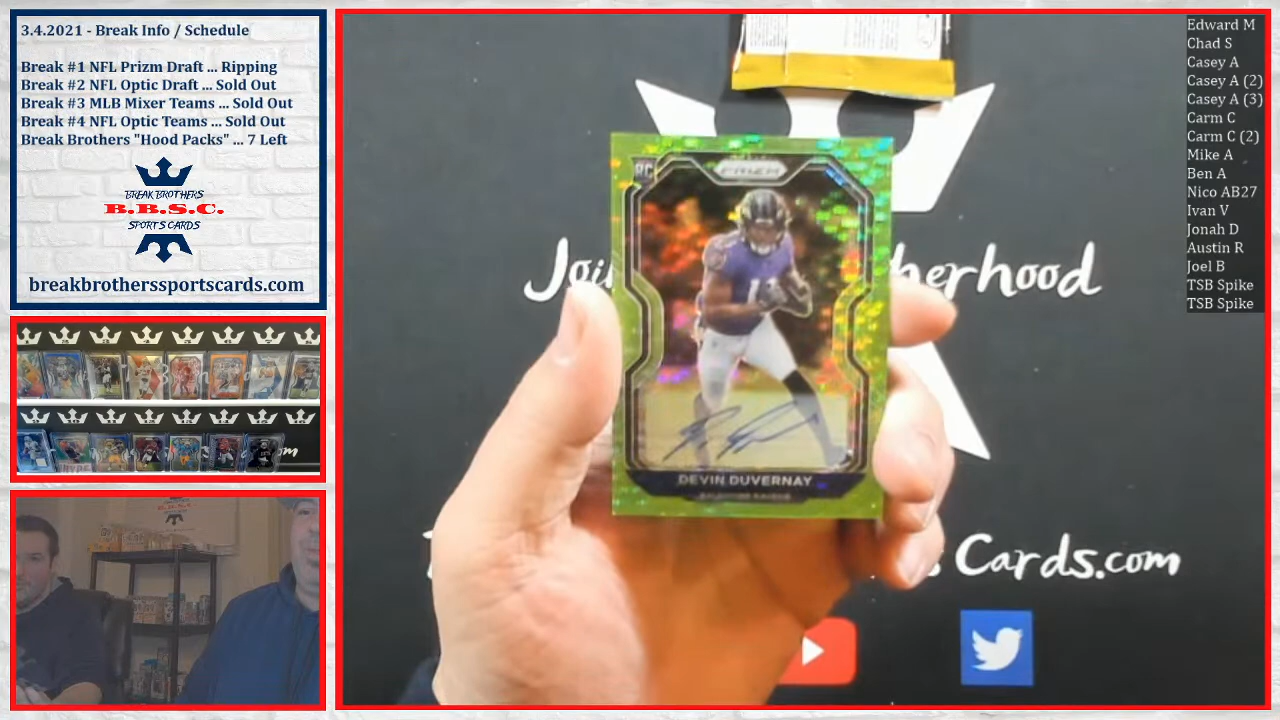 3.4.2021 - Break Info / Schedule
Break #1 NFL Prizm Draft ... Ripping
Break #2 NFL Optic Draft ... Sold Out
Break #3 MLB Mixer Teams ... Sold Out
Break #4 NFL Optic Teams ... Sold Out
Break Brothers "Hood Packs" ... 7 Left
BREAK BROTHERS
B.B.S.C.
SPORTS CARDS
breakbrotherssportscards.com
RC
PRIZM
DEVIN DUVERNAY
BALTIMORE RAVENS
Cards.com
Edward M
Chad S
Casey A
Casey A (2)
Casey A (3)
Carm C
Carm C (2)
Mike A
Ben A
Nico AB27
Ivan V
Jonah D
Austin R
Joel B
TSB Spike
TSB Spike